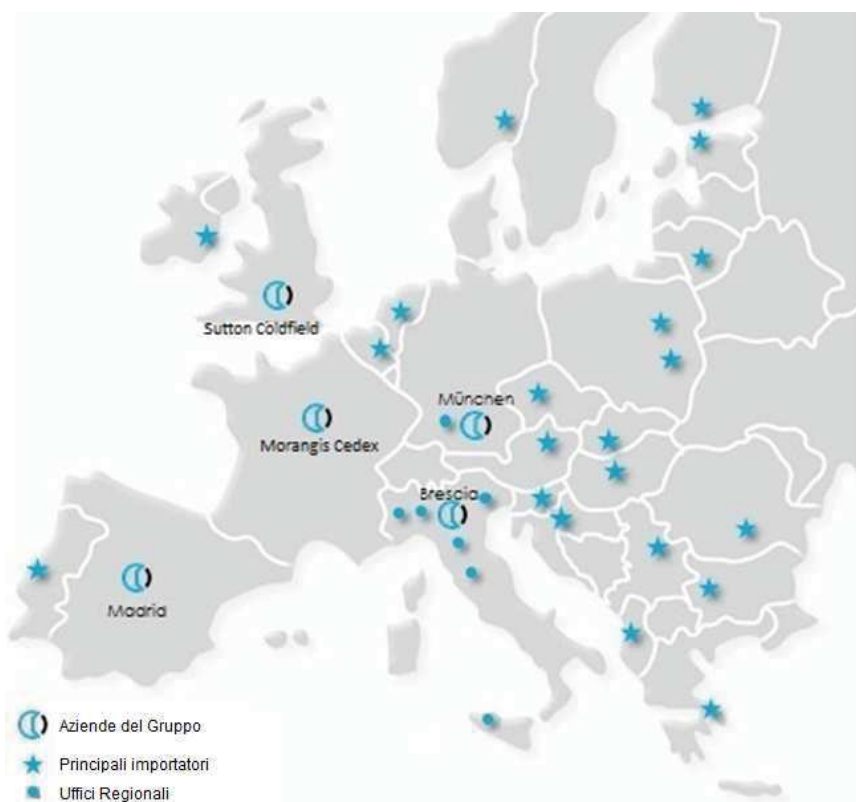 Sutton Coldfield
München
Morangis Cedex
Brescia
Madrid
Aziende del Gruppo
Principali importatori
Uffici Regionali